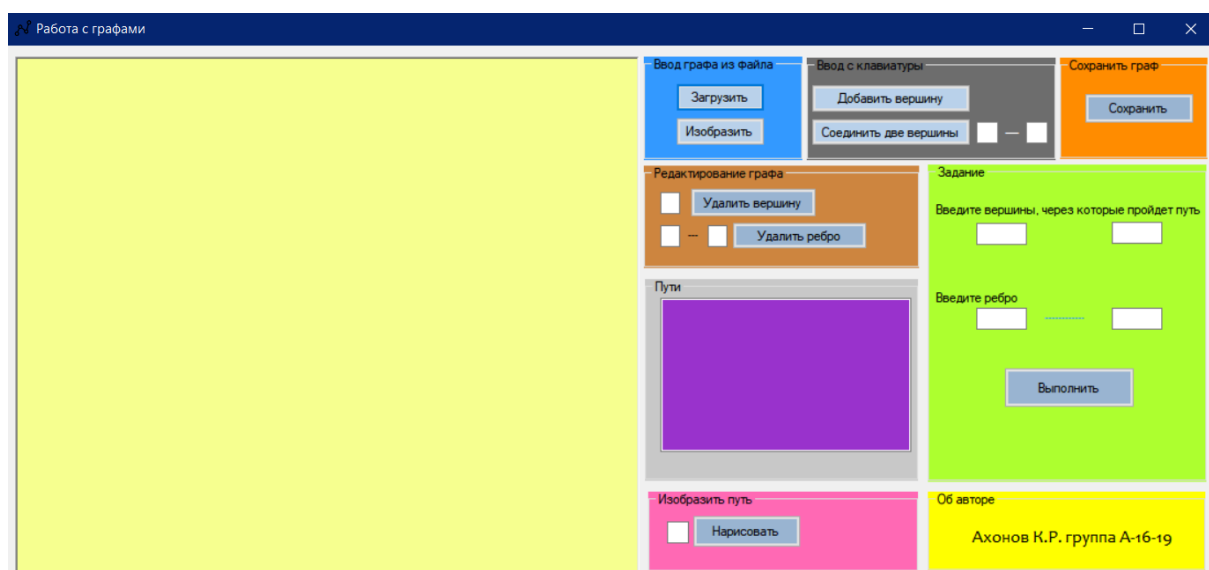 Работа с графами
Ввод графа из файла
Загрузить
Изобразить
Ввод с клавиатуры
Добавить вершину
Соединить две вершины —
Сохранить граф
Сохранить
Редактирование графа
Удалить вершину
--- Удалить ребро
Задание
Введите вершины, через которые пройдет путь
Введите ребро
------------
Выполнить
Пути
Изобразить путь
Нарисовать
Об авторе
Ахонов К.Р. группа А-16-19